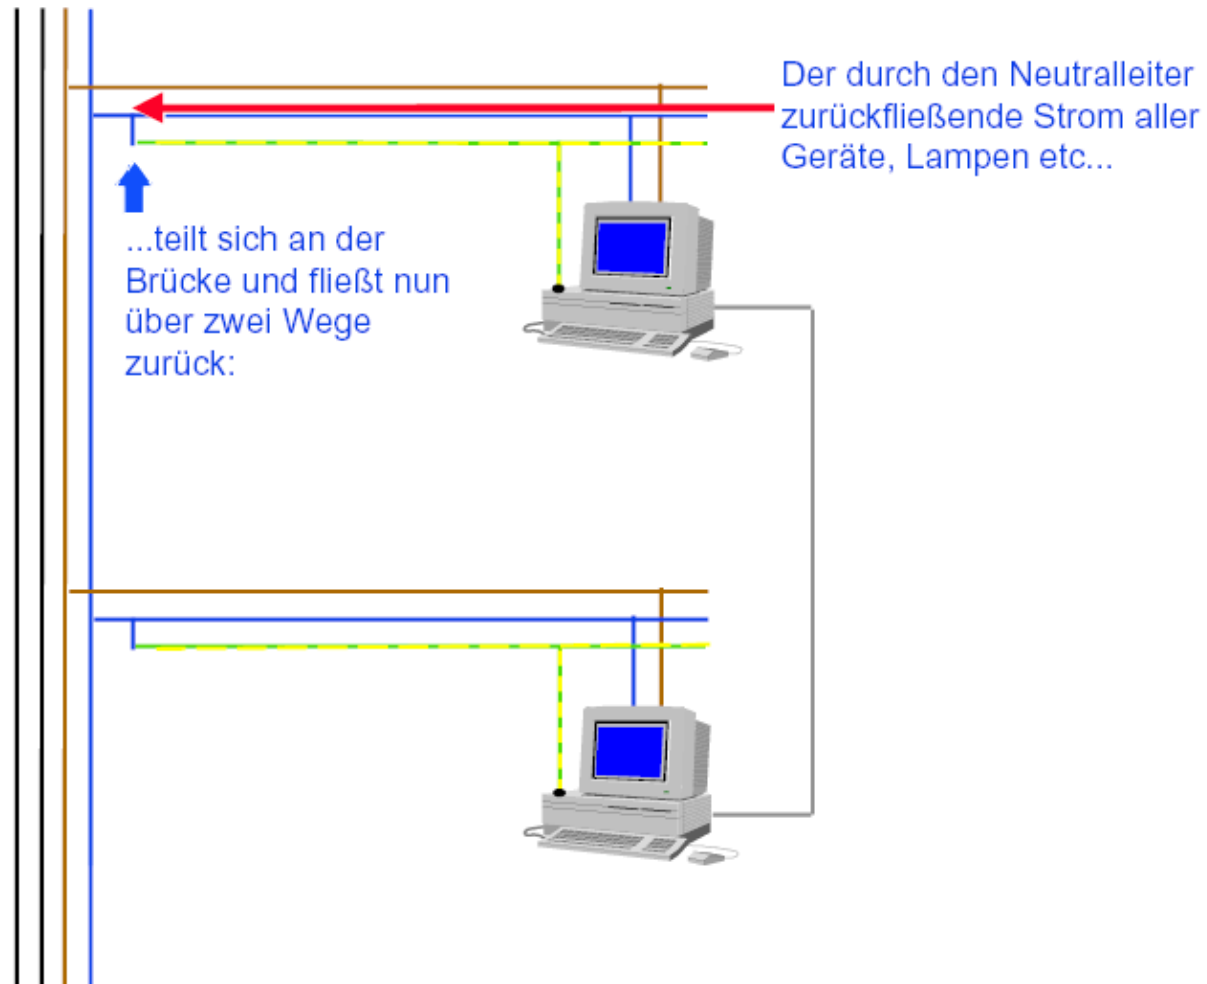 Der durch den Neutralleiter
zurückfließende Strom aller
Geräte, Lampen etc...
...teilt sich an der
Brücke und fließt nun
über zwei Wege
zurück: